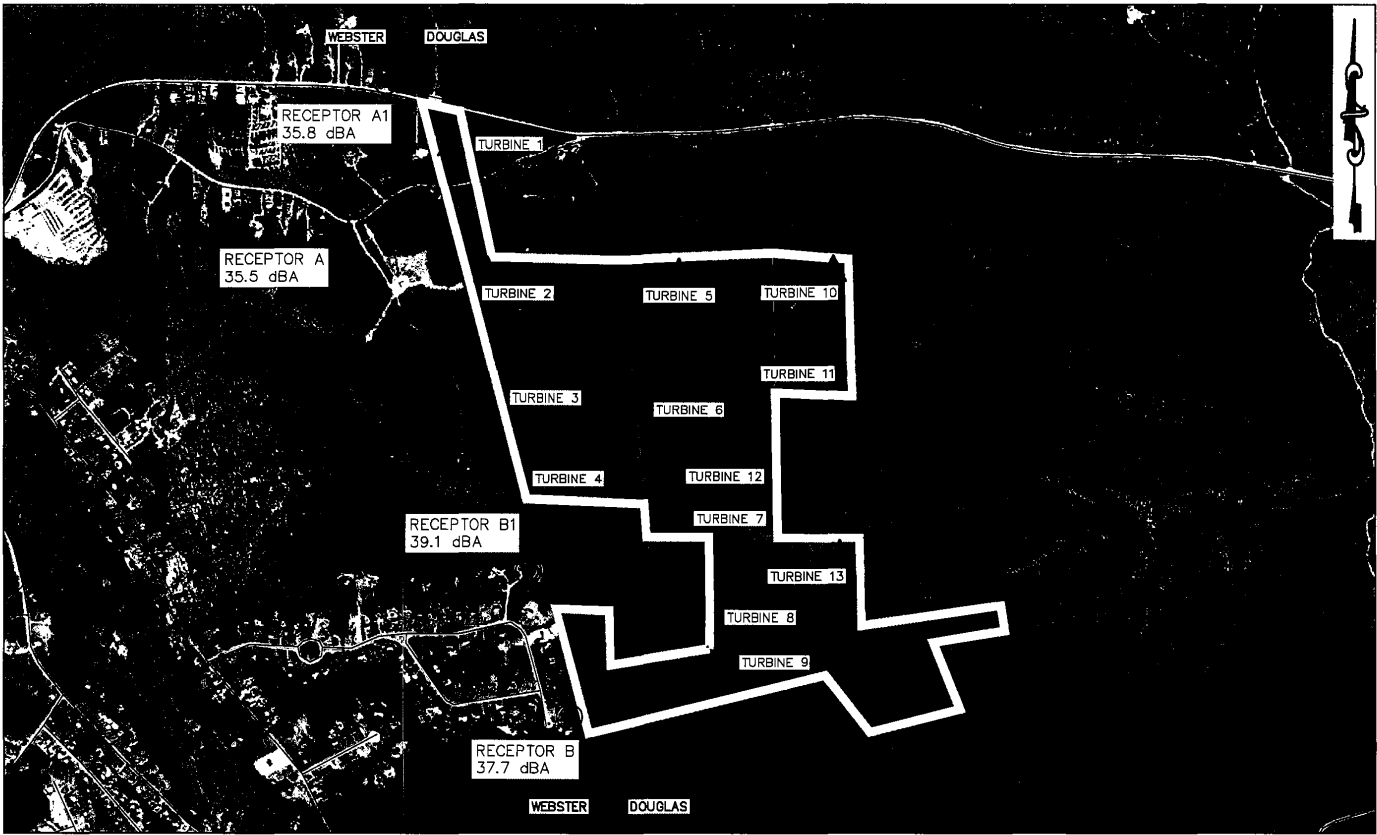 WEBSTER DOUGLAS
RECEPTOR A1
35.8 dBA
TURBINE 1
RECEPTOR A
35.5 dBA
TURBINE 2
TURBINE 5
TURBINE 10
TURBINE 11
TURBINE 3
TURBINE 6
TURBINE 4
TURBINE 12
TURBINE 7
RECEPTOR B1
39.1 dBA
TURBINE 13
TURBINE 8
TURBINE 9
RECEPTOR B
37.7 dBA
WEBSTER DOUGLAS